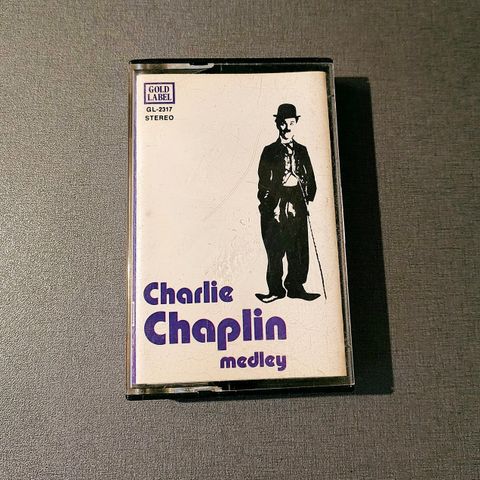 GOLD
LABEL
GL-2317
STEREO
Charlie
Chaplin
medley